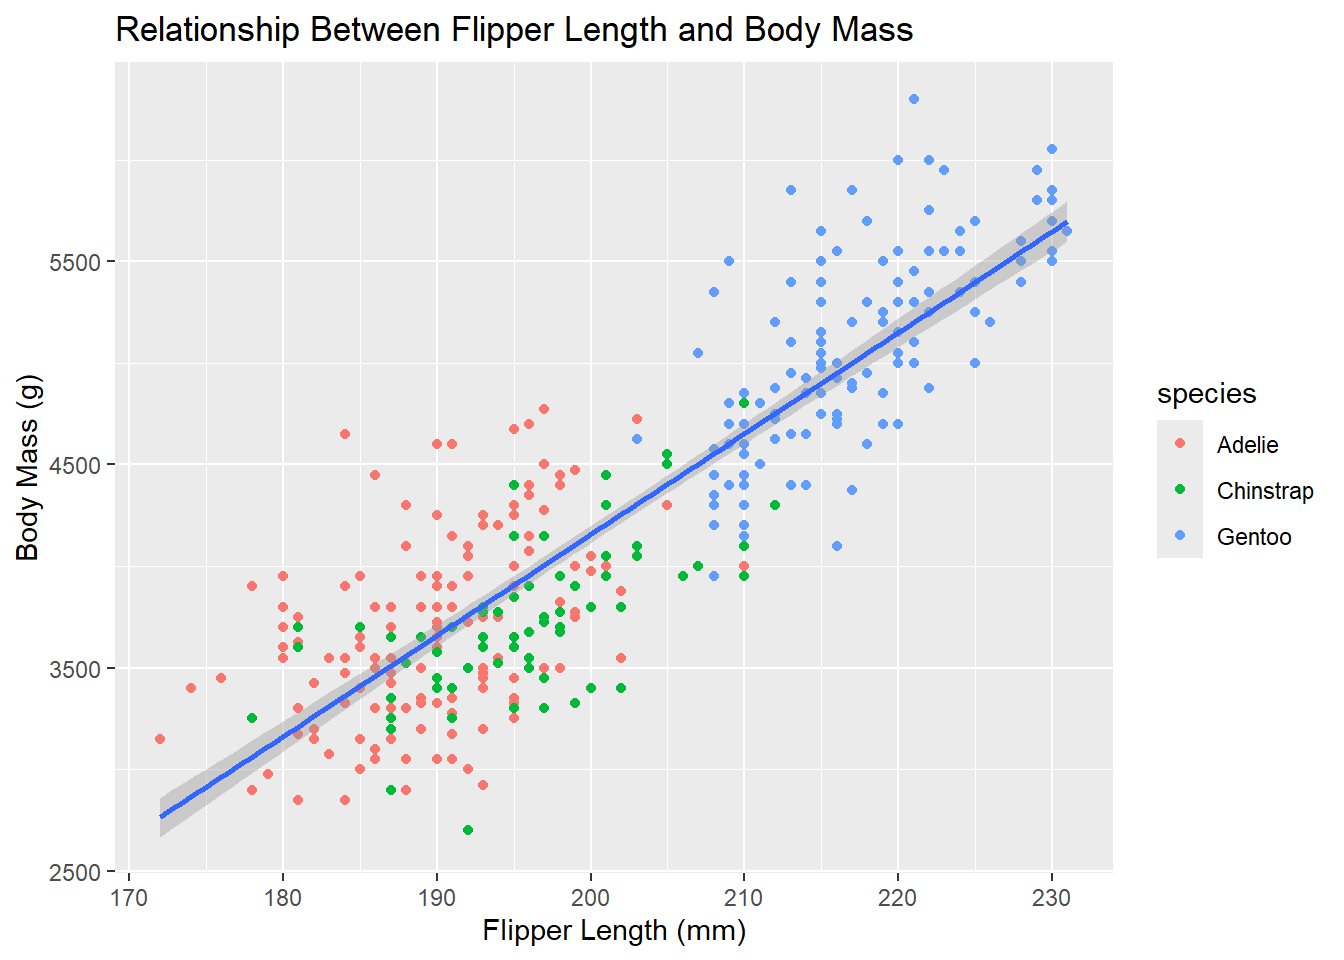 Relationship Between Flipper Length and Body Mass
Body Mass (g)
5500
4500
3500
2500
170 180 190 200 210 220 230
Flipper Length (mm)
species
Adelie
Chinstrap
Gentoo